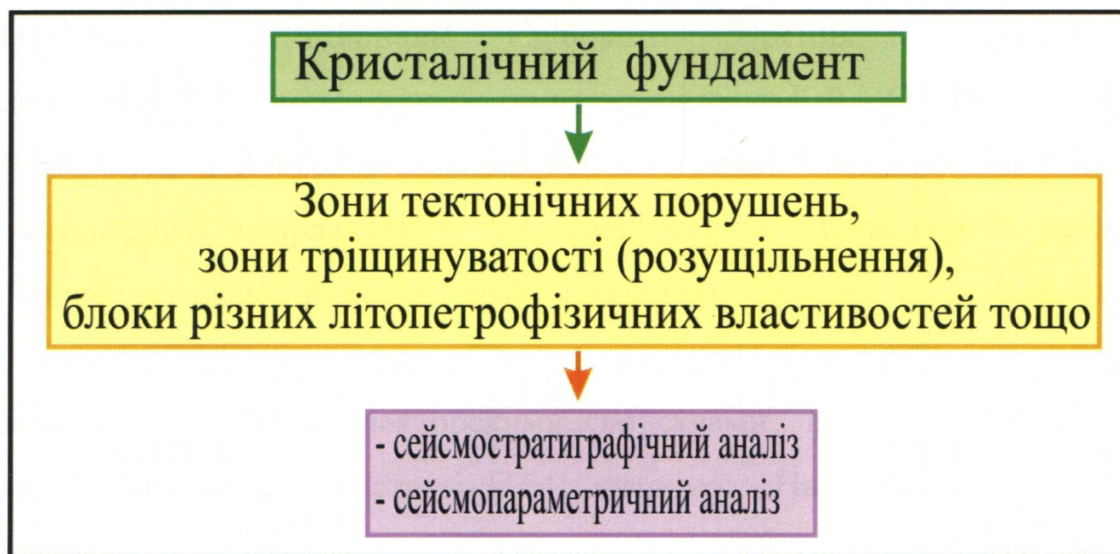 Кристалічний фундамент
Зони тектонічних порушень,
зони тріщинуватості (розущільнення),
блоки різних літопетрофізичних властивостей тощо
- сейсмостратиграфічний аналіз
- сейсмопараметричний аналіз